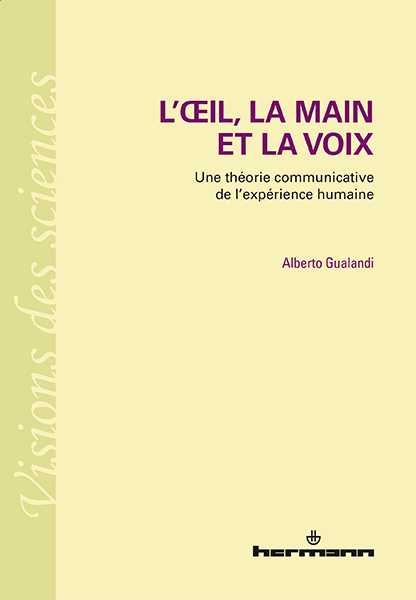 Visions des sciences
L'ŒIL, LA MAIN
ET LA VOIX
Une théorie communicative
de l'expérience humaine
Alberto Gualandi
hermann